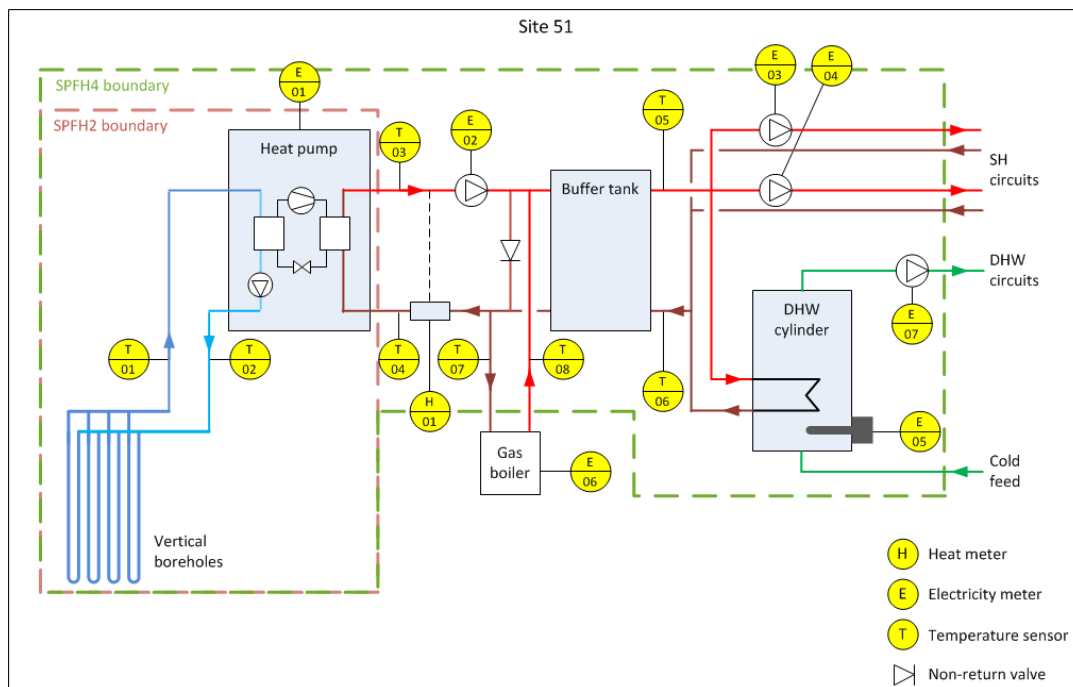 Site 51
SPFH4 boundary
SPFH2 boundary
E
01
E
03
E
04
T
03
E
02
T
05
Heat pump
Buffer tank
SH
circuits
DHW
circuits
DHW
cylinder
E
07
T
01
T
02
T
04
T
07
T
08
T
06
H
01
E
05
Gas
boiler
E
06
Cold
feed
Vertical
boreholes
H
Heat meter
E
Electricity meter
T
Temperature sensor
Non-return valve